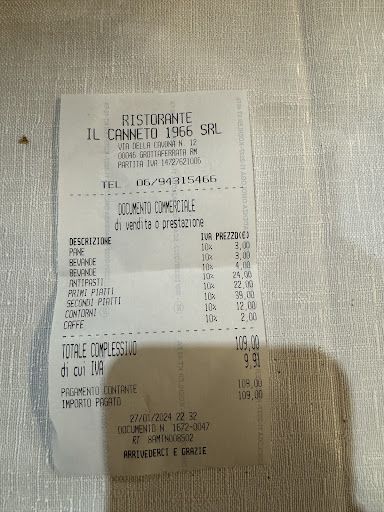 RISTORANTE
IL CANNETO 1966 SRL
VIA DELLA CAVONA N. 12
00046 GROTTAFERRATA RM
PARTITA IVA 14727621006
TEL 06/94315466
DOCUMENTO COMMERCIALE
di vendita o prestazione
DESCRIZIONE IVA PREZZO(€)
PANE 10% 3,00
BEVANDE 10% 3,00
BEVANDE 10% 4,00
ANTIPASTI 10% 24,00
PRIMI PIATTI 10% 22,00
SECONDI PIATTI 10% 39,00
CONTORNI 10% 12,00
CAFFE 10% 2,00
TOTALE COMPLESSIVO 109,00
di cui IVA 9,91
PAGAMENTO CONTANTE 109,00
IMPORTO PAGATO 109,00
27/01/2024 22 32
DOCUMENTO N. 1672-0047
RT 8AMTN008502
ARRIVEDERCI E GRAZIE